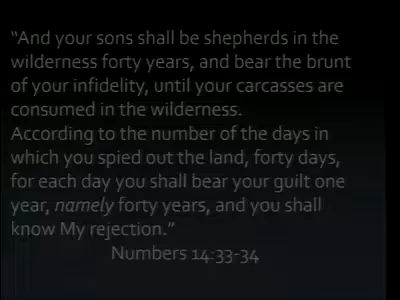 “And your sons shall be shepherds in the
wilderness forty years, and bear the brunt
of your infidelity, until your carcasses are
consumed in the wilderness.
According to the number of the days in
which you spied out the land, forty days,
for each day you shall bear your guilt one
year, namely forty years, and you shall
know My rejection.”
Numbers 14:33-34